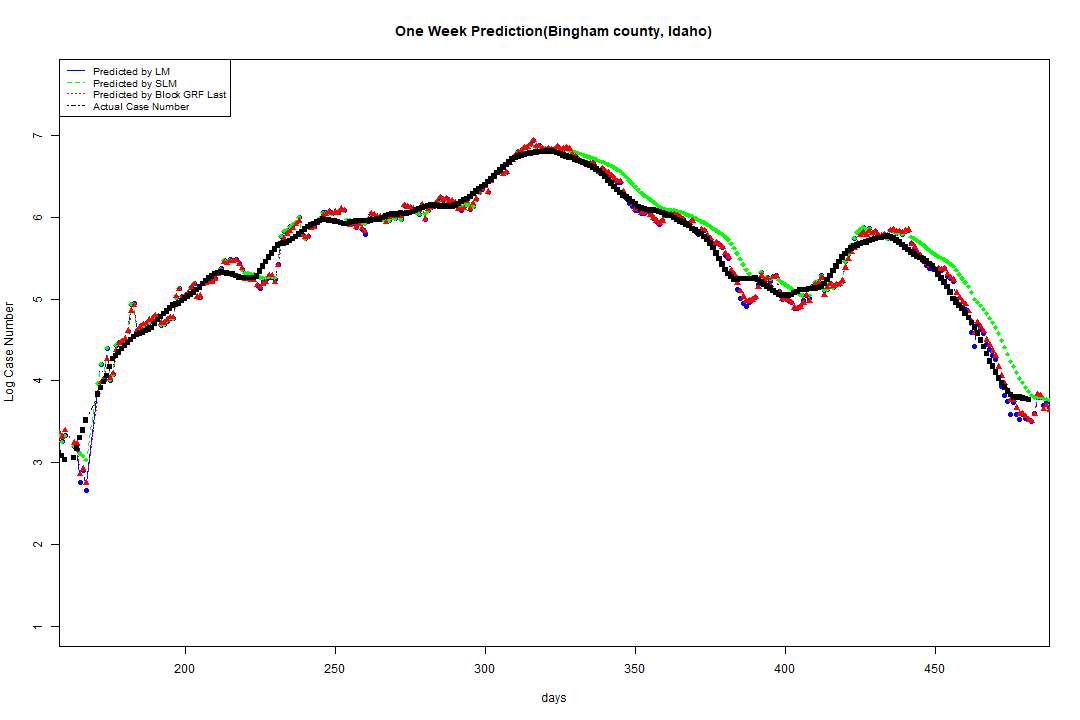 One Week Prediction(Bingham county, Idaho)
Predicted by LM
Predicted by SLM
Predicted by Block GRF Last
Actual Case Number
7
6
5
4
3
2
1
Log Case Number
200 250 300 350 400 450
days